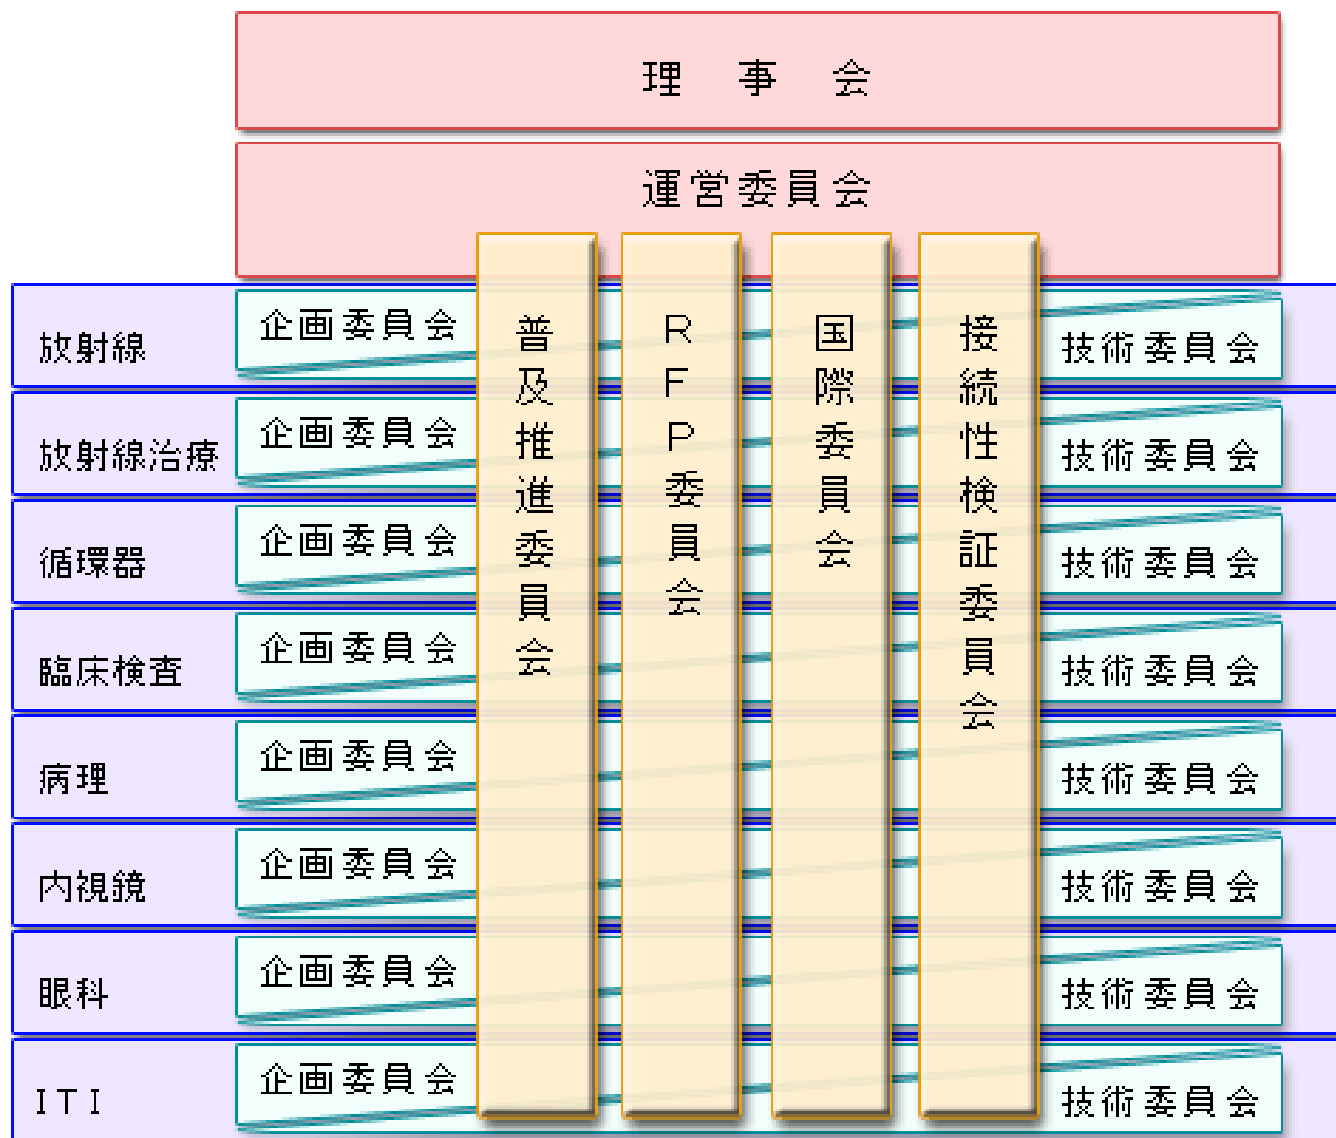 理事会
運営委員会
普及推進委員会
RFP委員会
国際委員会
接続性検証委員会
放射線
企画委員会
技術委員会
放射線治療
企画委員会
技術委員会
循環器
企画委員会
技術委員会
臨床検査
企画委員会
技術委員会
病理
企画委員会
技術委員会
内視鏡
企画委員会
技術委員会
眼科
企画委員会
技術委員会
ITI
企画委員会
技術委員会